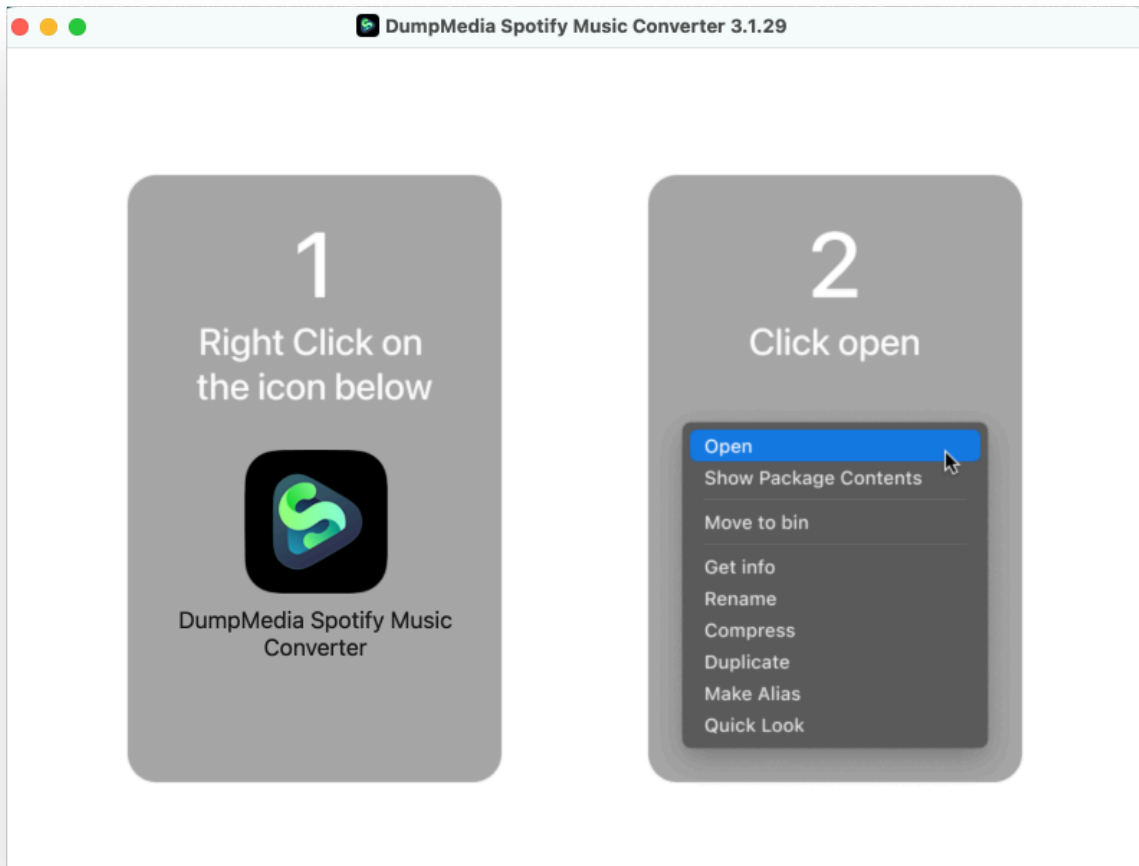 DumpMedia Spotify Music Converter 3.1.29
1
Right Click on
the icon below
DumpMedia Spotify Music
Converter
2
Click open
Open
Show Package Contents
Move to bin
Get info
Rename
Compress
Duplicate
Make Alias
Quick Look